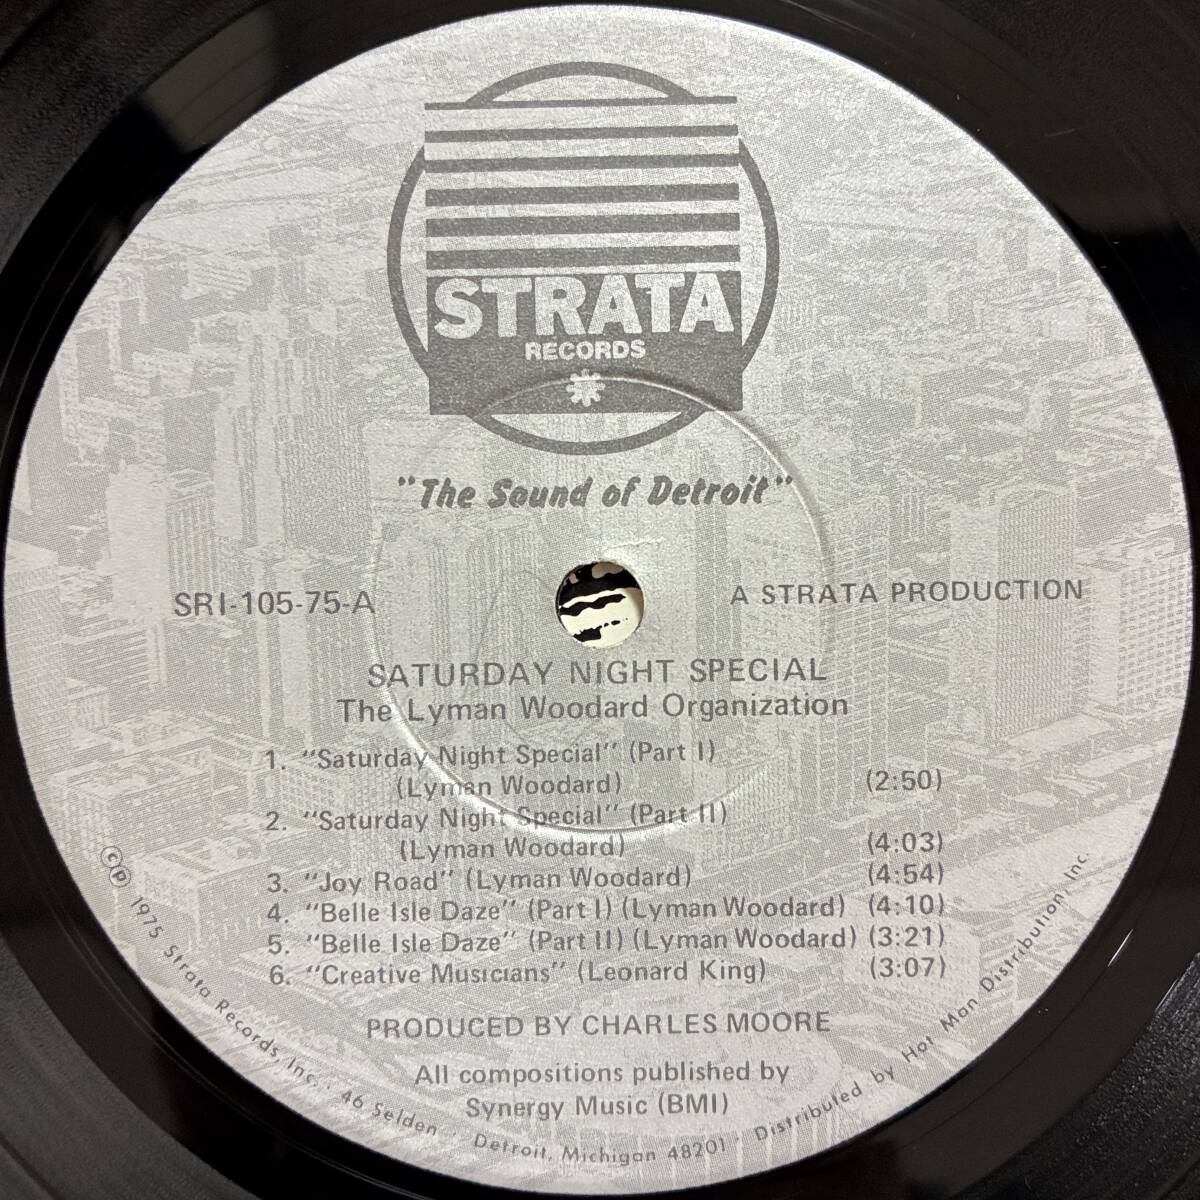 STRATA
RECORDS
"The Sound of Detroit"
SRI-105-75-A
A STRATA PRODUCTION
SATURDAY NIGHT SPECIAL
The Lyman Woodard Organization
1. "Saturday Night Special" (Part I)
(Lyman Woodard) (2:50)
2. "Saturday Night Special" (Part II)
(Lyman Woodard) (4:03)
3. "Joy Road" (Lyman Woodard) (4:54)
4. "Belle Isle Daze" (Part I) (Lyman Woodard) (4:10)
5. "Belle Isle Daze" (Part II) (Lyman Woodard) (3:21)
6. "Creative Musicians" (Leonard King) (3:07)
PRODUCED BY CHARLES MOORE
All compositions published by
Synergy Music (BMI)
©℗ 1975 Strata Records, Inc. · 46 Selden · Detroit, Michigan 48201 · Distributed by Hot Man Distribution, Inc.